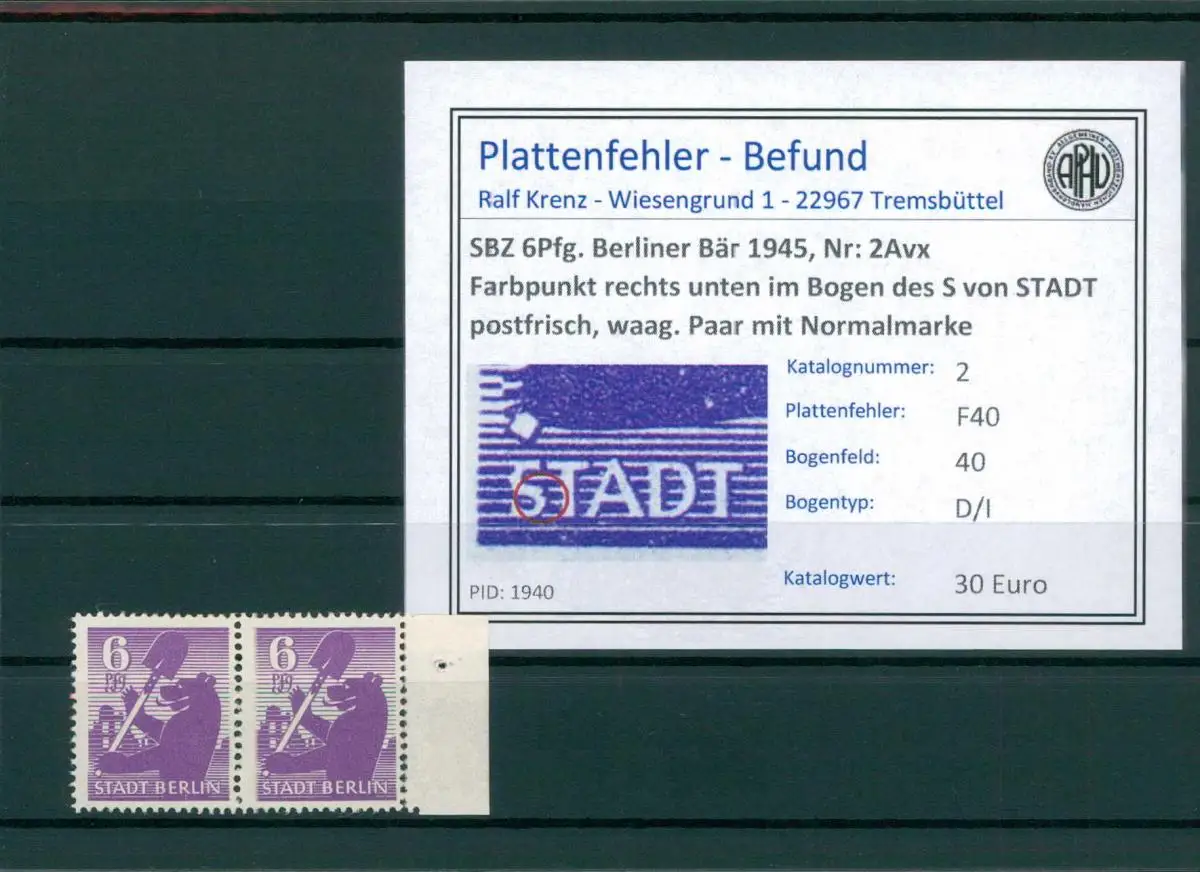 Plattenfehler - Befund
Ralf Krenz - Wiesengrund 1 - 22967 Tremsbüttel
APHV
SBZ 6Pfg. Berliner Bär 1945, Nr: 2Avx
Farbpunkt rechts unten im Bogen des S von STADT
postfrisch, waag. Paar mit Normalmarke
STADT
Katalognummer: 2
Plattenfehler: F40
Bogenfeld: 40
Bogentyp: D/I
Katalogwert: 30 Euro
PID: 1940
6
Pfg
STADT BERLIN
6
Pfg
STADT BERLIN